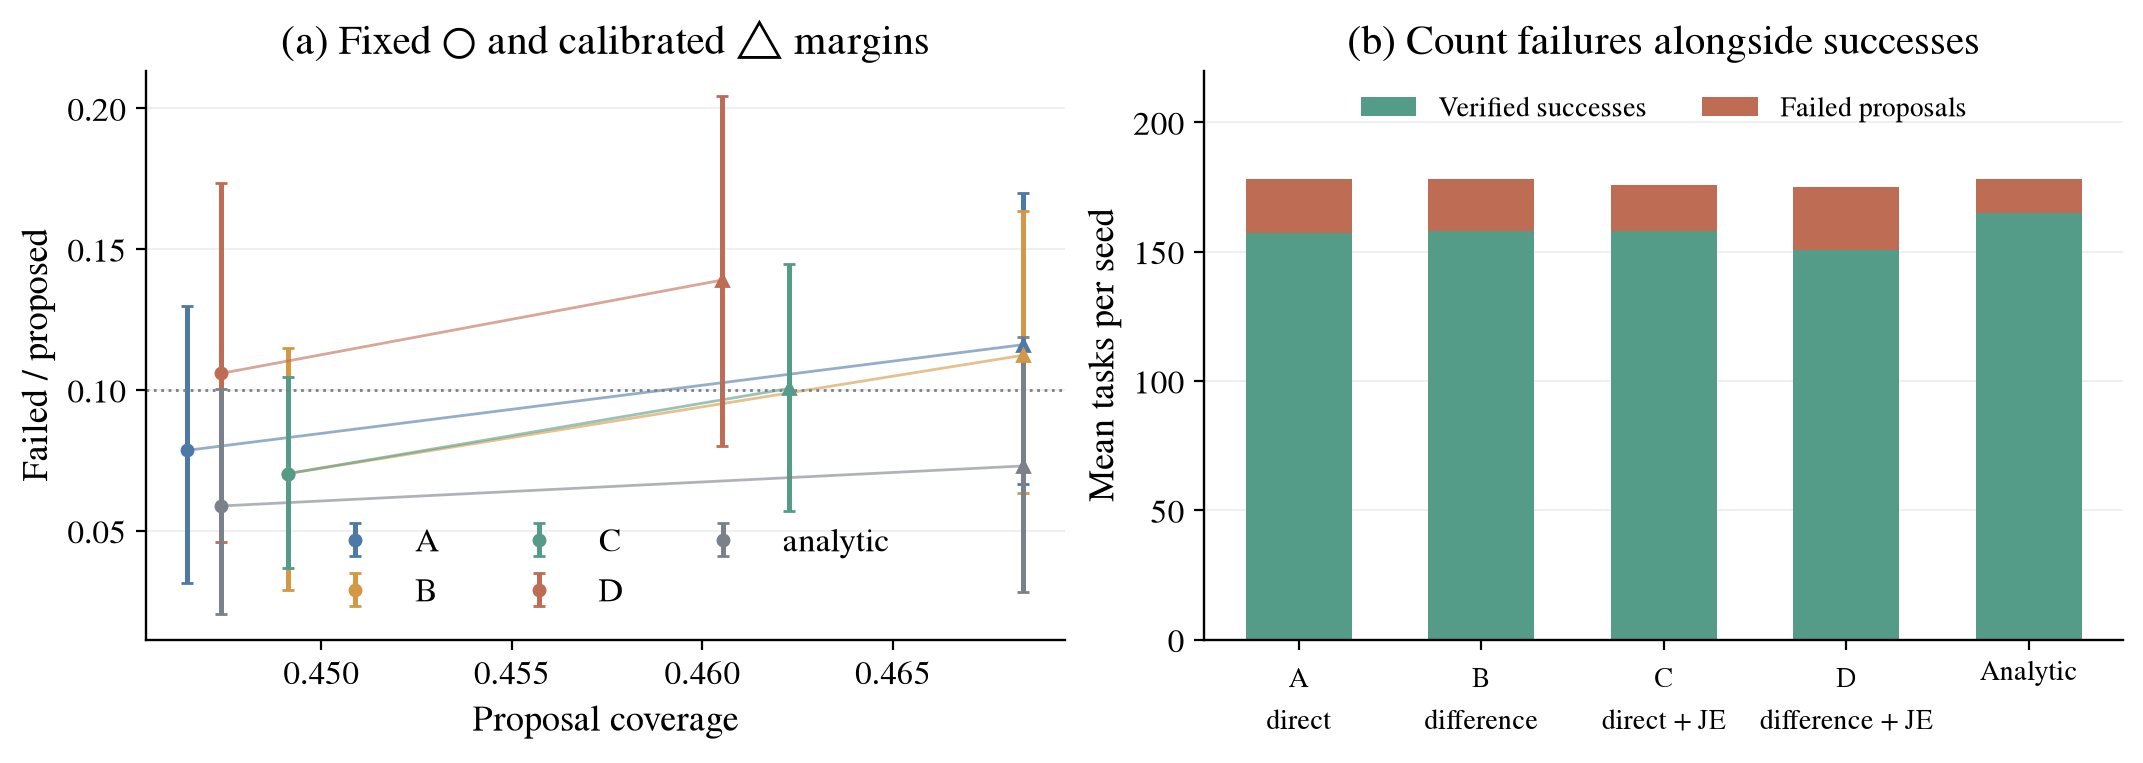 (a) Fixed ○ and calibrated △ margins
Failed / proposed
0.20
0.15
0.10
0.05
A
C
analytic
B
D
0.450
0.455
0.460
0.465
Proposal coverage
(b) Count failures alongside successes
Verified successes
Failed proposals
Mean tasks per seed
200
150
100
50
0
A
direct
B
difference
C
direct + JE
D
difference + JE
Analytic